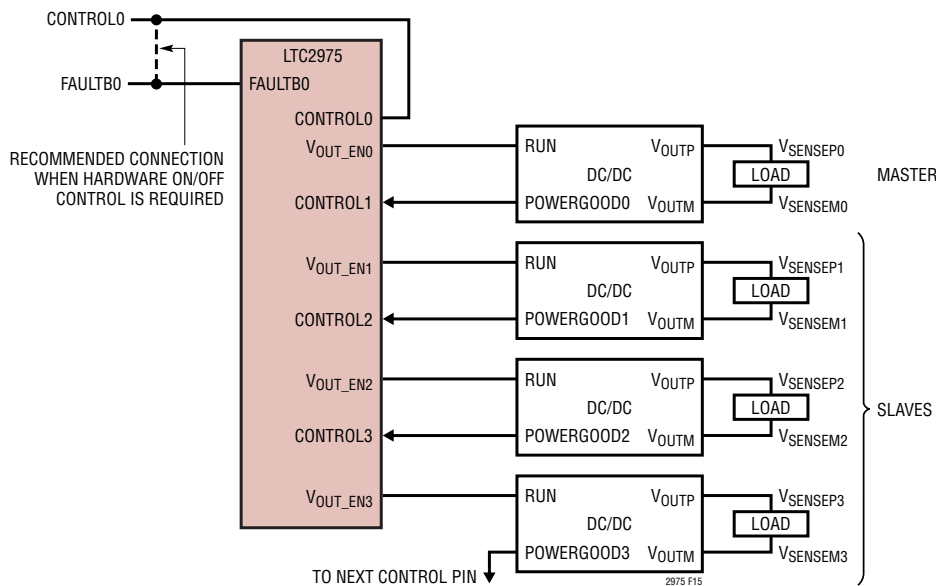 CONTROL0
FAULTB0
RECOMMENDED CONNECTION
WHEN HARDWARE ON/OFF
CONTROL IS REQUIRED
LTC2975
FAULTB0
CONTROL0
VOUT_EN0
CONTROL1
VOUT_EN1
CONTROL2
VOUT_EN2
CONTROL3
VOUT_EN3
RUN
VOUTP
DC/DC
POWERGOOD0
VOUTM
VSENSEP0
LOAD
VSENSEM0
MASTER
RUN
VOUTP
DC/DC
POWERGOOD1
VOUTM
VSENSEP1
LOAD
VSENSEM1
RUN
VOUTP
DC/DC
POWERGOOD2
VOUTM
VSENSEP2
LOAD
VSENSEM2
SLAVES
RUN
VOUTP
DC/DC
POWERGOOD3
VOUTM
VSENSEP3
LOAD
VSENSEM3
TO NEXT CONTROL PIN
2975 F15